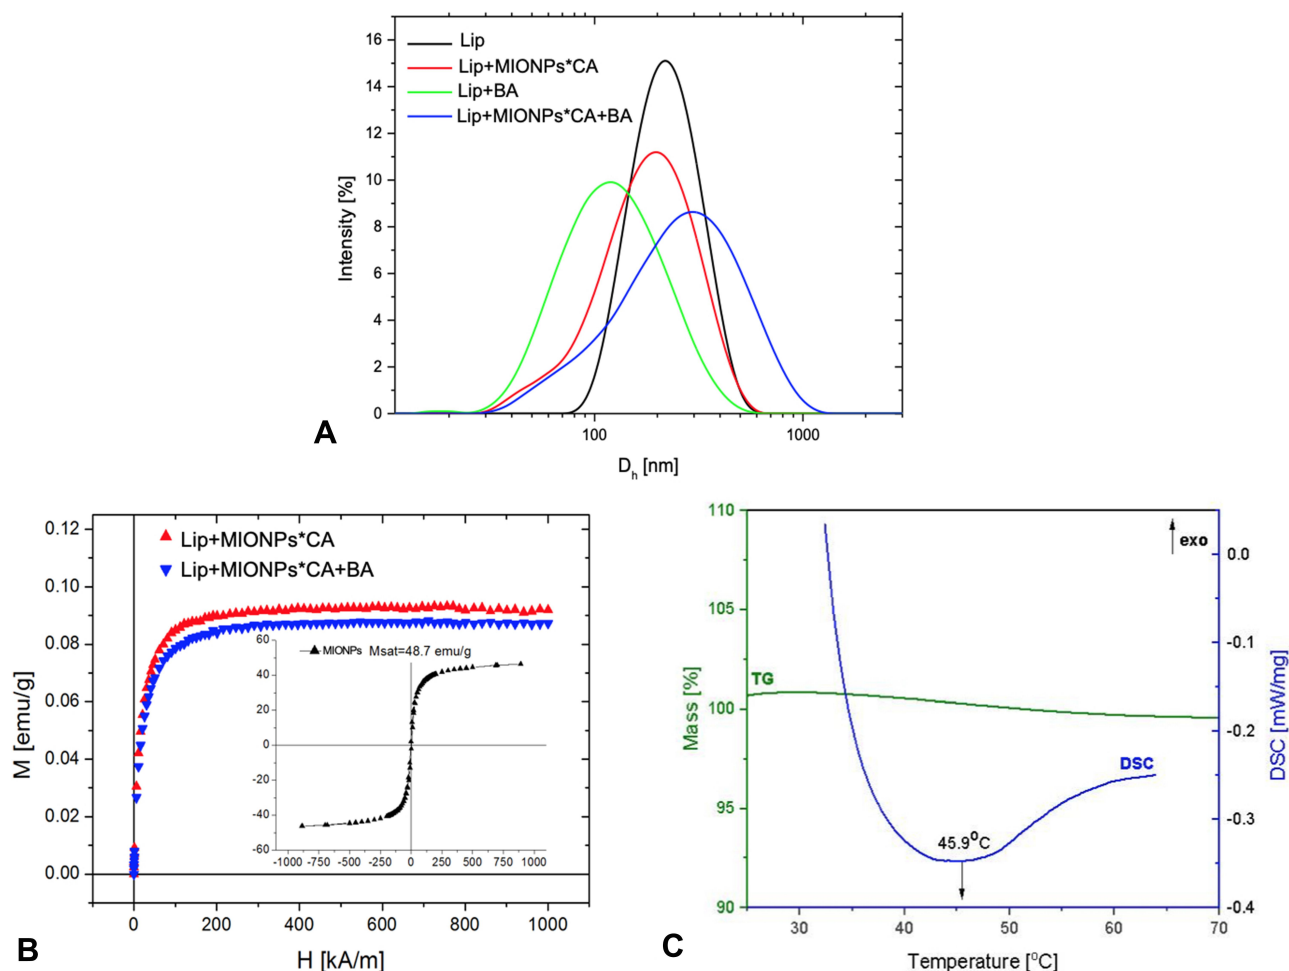 16
14
12
10
8
6
4
2
0
Intensity [%]
Lip
Lip+MIONPs*CA
Lip+BA
Lip+MIONPs*CA+BA
100
1000
Dh [nm]
A
0.12
0.10
0.08
0.06
0.04
0.02
0.00
M [emu/g]
Lip+MIONPs*CA
Lip+MIONPs*CA+BA
60
40
20
0
-20
-40
-60
MIONPs Msat=48.7 emu/g
-1000 -750 -500 -250 0 250 500 750 1000
0 200 400 600 800 1000
H [kA/m]
B
110
105
100
95
90
Mass [%]
TG
exo
DSC
45.9°C
0.0
-0.1
-0.2
-0.3
-0.4
DSC [mW/mg]
30 40 50 60 70
Temperature [°C]
C